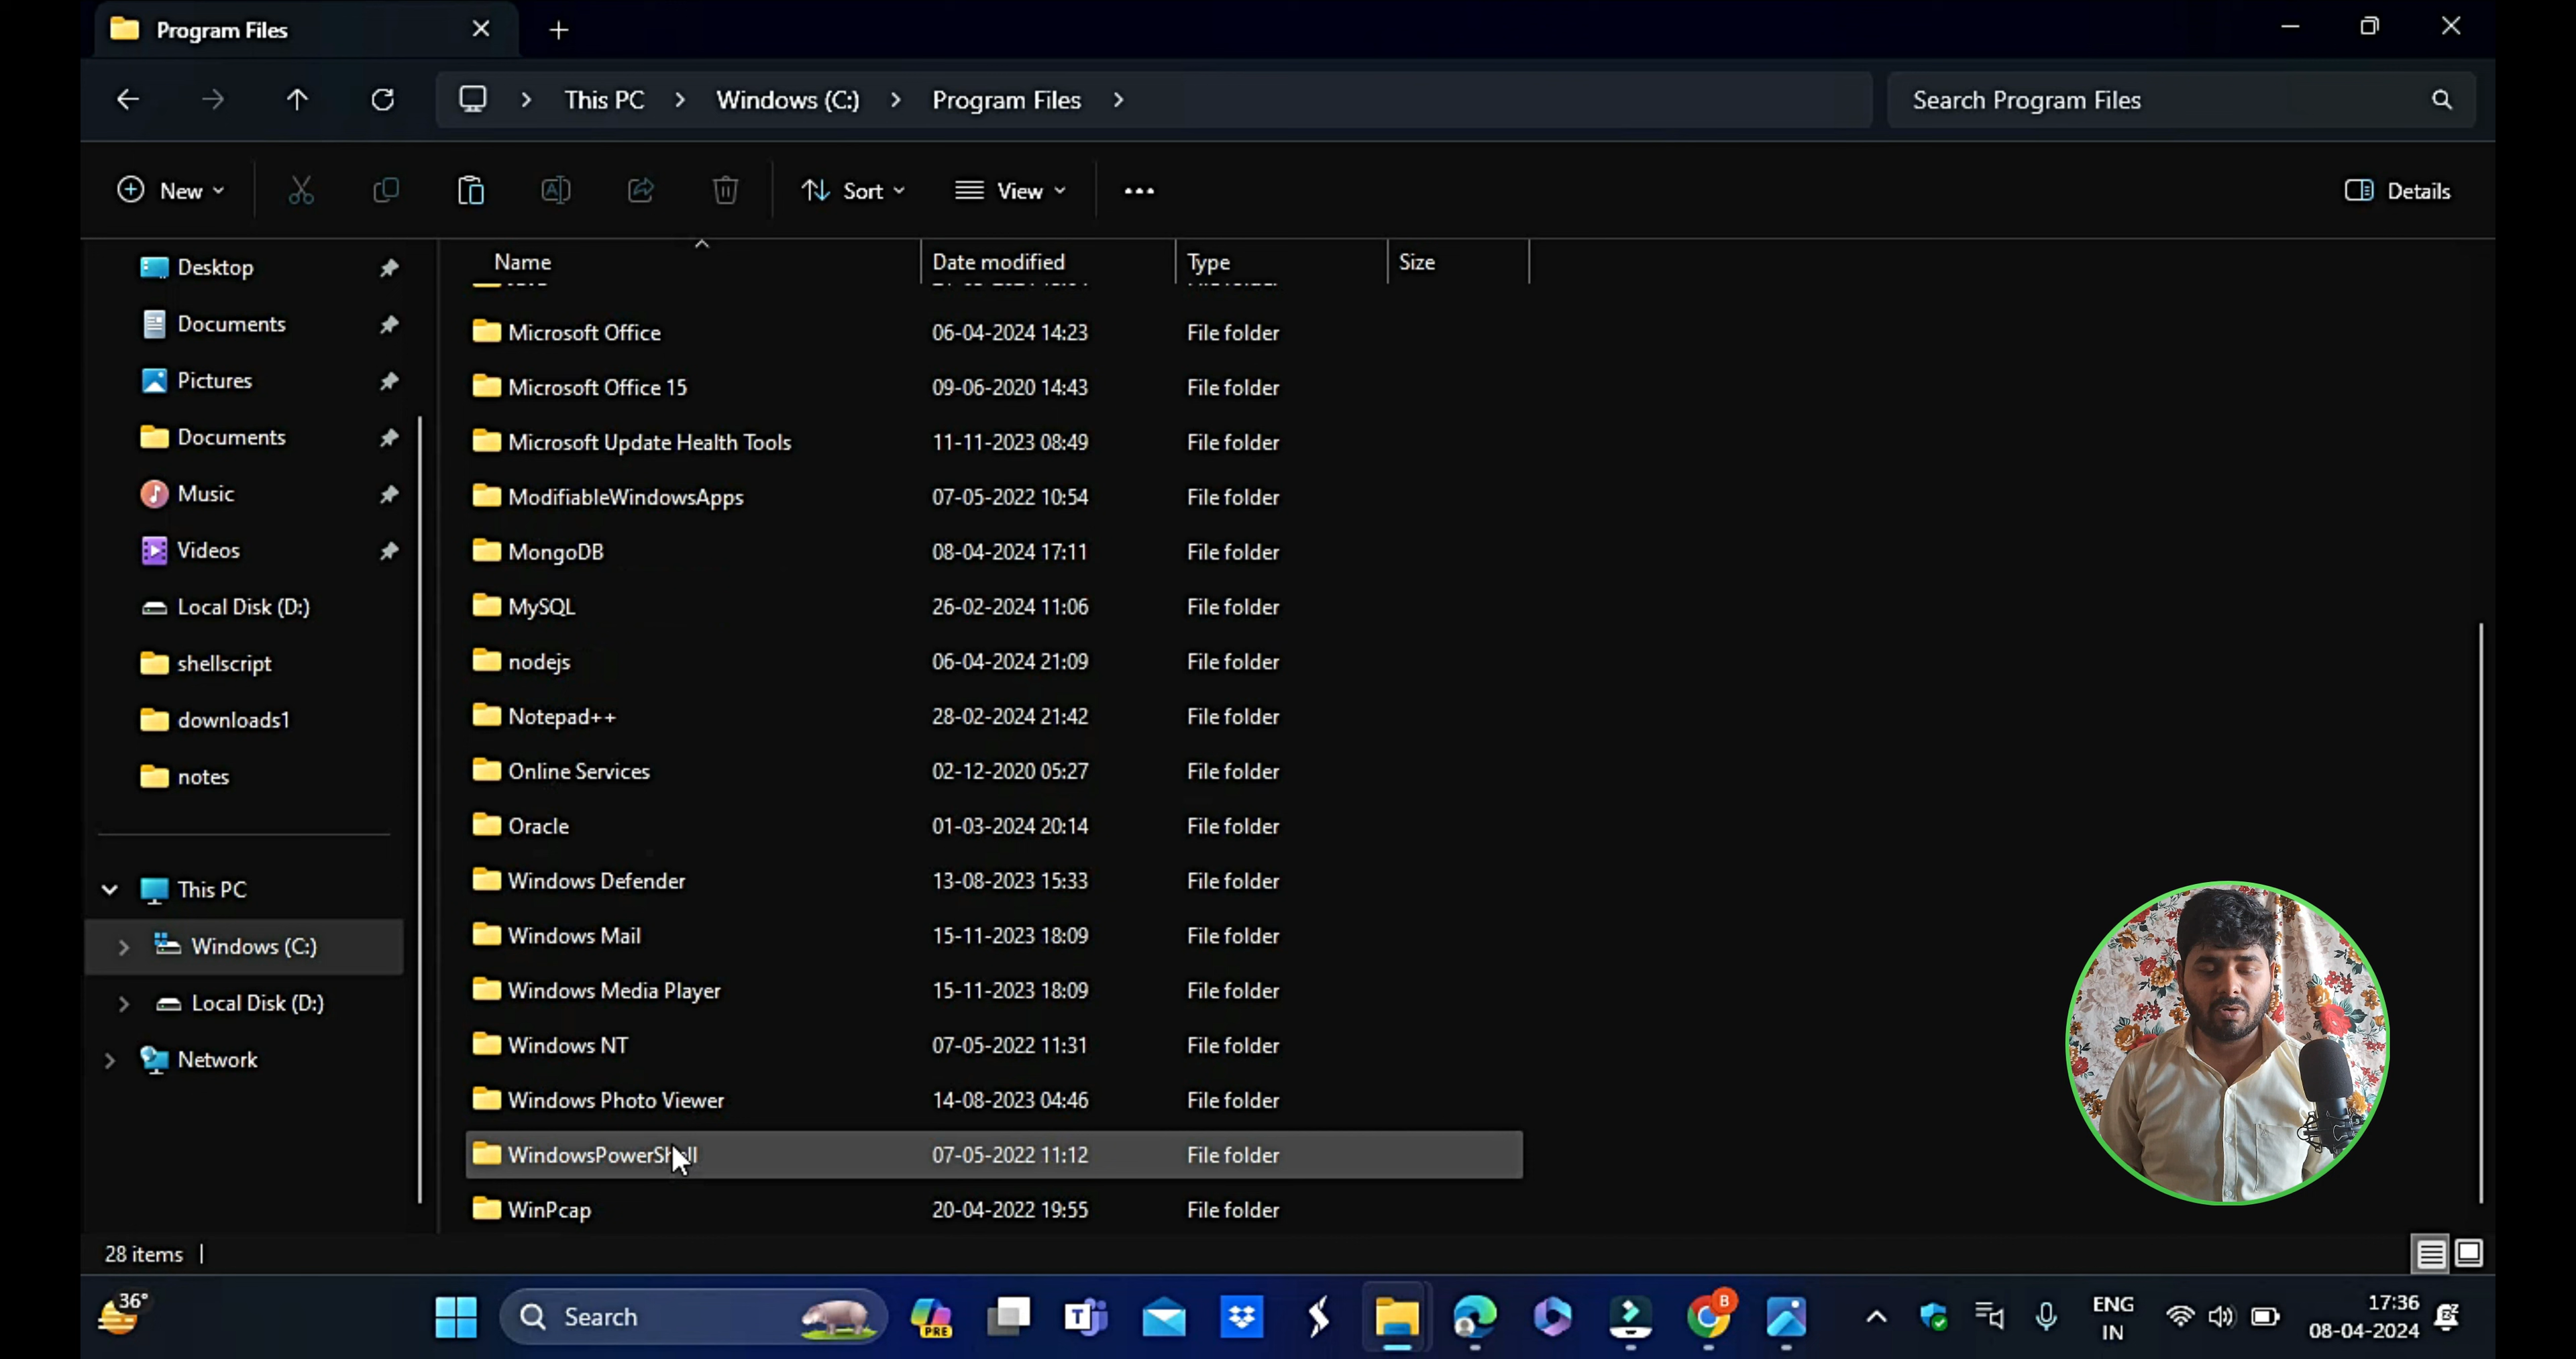 Program Files
This PC > Windows (C:) > Program Files >
Search Program Files
New
Sort
View
Details
Name Date modified Type Size
Microsoft Office 06-04-2024 14:23 File folder
Microsoft Office 15 09-06-2020 14:43 File folder
Microsoft Update Health Tools 11-11-2023 08:49 File folder
ModifiableWindowsApps 07-05-2022 10:54 File folder
MongoDB 08-04-2024 17:11 File folder
MySQL 26-02-2024 11:06 File folder
nodejs 06-04-2024 21:09 File folder
Notepad++ 28-02-2024 21:42 File folder
Online Services 02-12-2020 05:27 File folder
Oracle 01-03-2024 20:14 File folder
Windows Defender 13-08-2023 15:33 File folder
Windows Mail 15-11-2023 18:09 File folder
Windows Media Player 15-11-2023 18:09 File folder
Windows NT 07-05-2022 11:31 File folder
Windows Photo Viewer 14-08-2023 04:46 File folder
WindowsPowerShell 07-05-2022 11:12 File folder
WinPcap 20-04-2022 19:55 File folder
Desktop
Documents
Pictures
Documents
Music
Videos
Local Disk (D:)
shellscript
downloads1
notes
This PC
Windows (C:)
Local Disk (D:)
Network
28 items
36°
Search
PRE
B
ENG
IN
17:36
08-04-2024